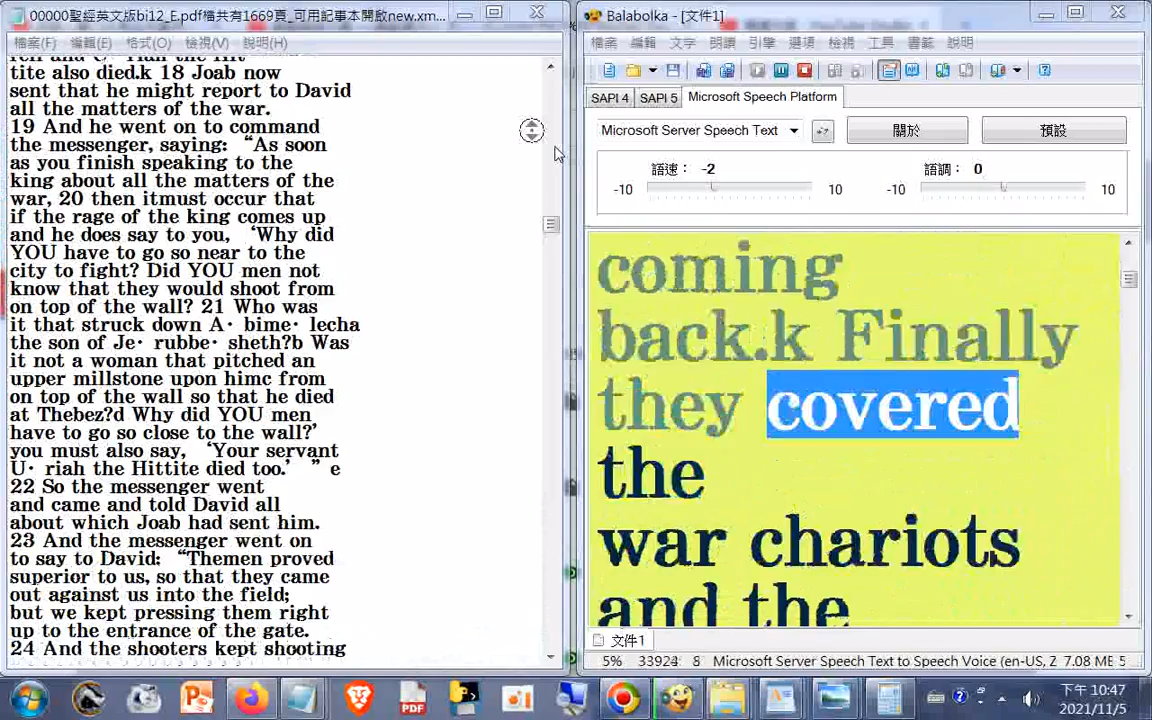 00000聖經英文版bi12_E.pdf檔共有1669頁_可用記事本開啟new.xm...
檔案(F) 編輯(E) 格式(O) 檢視(V) 說明(H)
tite also died.k 18 Joab now
sent that he might report to David
all the matters of the war.
19 And he went on to command
the messenger, saying: “As soon
as you finish speaking to the
king about all the matters of the
war, 20 then itmust occur that
if the rage of the king comes up
and he does say to you, ‘Why did
YOU have to go so near to the
city to fight? Did YOU men not
know that they would shoot from
on top of the wall? 21 Who was
it that struck down A· bime· lecha
the son of Je· rubbe· sheth?b Was
it not a woman that pitched an
upper millstone upon himc from
on top of the wall so that he died
at Thebez?d Why did YOU men
have to go so close to the wall?’
you must also say, ‘Your servant
U· riah the Hittite died too.’ ” e
22 So the messenger went
and came and told David all
about which Joab had sent him.
23 And the messenger went on
to say to David: “Themen proved
superior to us, so that they came
out against us into the field;
but we kept pressing them right
up to the entrance of the gate.
24 And the shooters kept shooting
Balabolka - [文件1]
檔案 編輯 文字 朗讀 引擎 選項 檢視 工具 書籤 說明
SAPI 4 SAPI 5 Microsoft Speech Platform
Microsoft Server Speech Text 關於 預設
語速: -2 語調: 0
-10 10 -10 10
coming
back.k Finally
they covered
the
war chariots
and the
文件1
5% 33924: 8 Microsoft Server Speech Text to Speech Voice (en-US, Z 7.08 ME 5
PDF
下午 10:47
2021/11/5